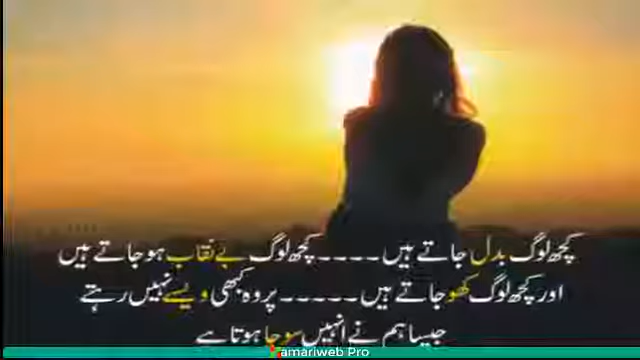 کچھ لوگ بدل جاتے ہیں ۔۔۔۔ کچھ لوگ بے نقاب ہو جاتے ہیں
اور کچھ لوگ کھو جاتے ہیں ۔۔۔۔۔ پر وہ کبھی ویسے نہیں رہتے
جیسا ہم نے انہیں سوچا ہوتا ہے
amariweb Pro